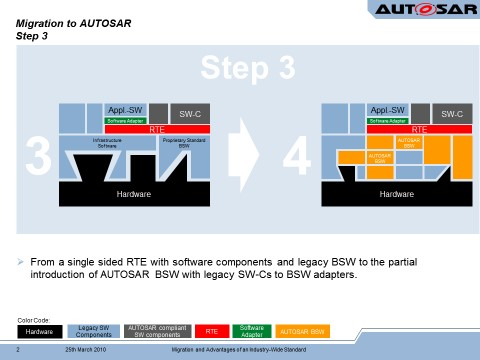 AUTOSAR
Migration to AUTOSAR
Step 3
Step 3
3
Appl.-SW
Software Adapter
SW-C
RTE
Infrastructure
Software
Proprietary Standard
BSW
Hardware
4
Appl.-SW
Software Adapter
SW-C
RTE
AUTOSAR
BSW
AUTOSAR
BSW
Hardware
From a single sided RTE with software components and legacy BSW to the partial
introduction of AUTOSAR BSW with legacy SW-Cs to BSW adapters.
Color Code:
Hardware
Legacy SW
Components
AUTOSAR compliant
SW components
RTE
Software
Adapter
AUTOSAR BSW
2
25th March 2010
Migration and Advantages of an Industry-Wide Standard